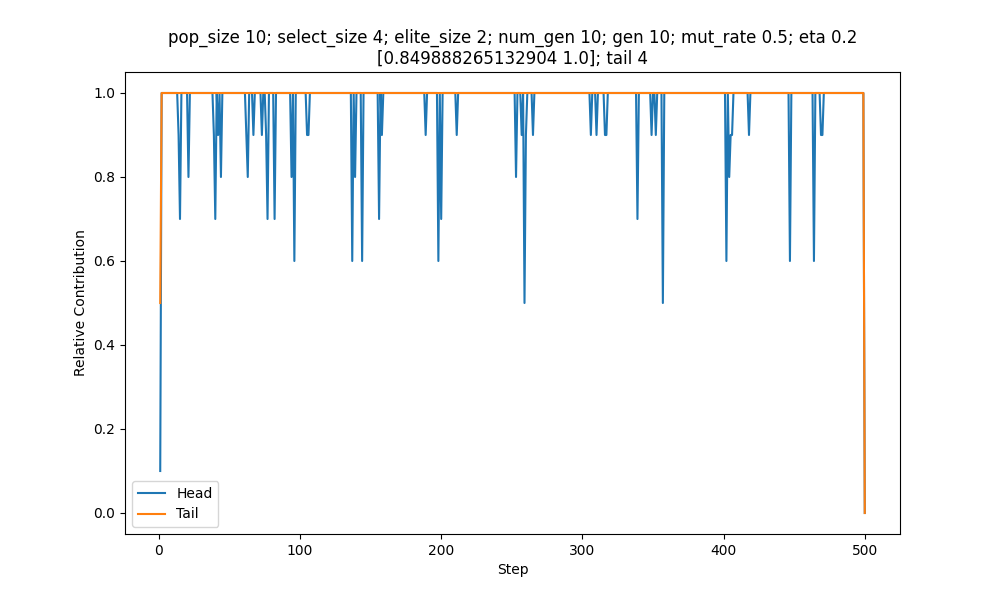 pop_size 10; select_size 4; elite_size 2; num_gen 10; gen 10; mut_rate 0.5; eta 0.2
[0.849888265132904 1.0]; tail 4
1.0
0.8
0.6
0.4
0.2
0.0
Relative Contribution
Head
Tail
0
100
200
300
400
500
Step